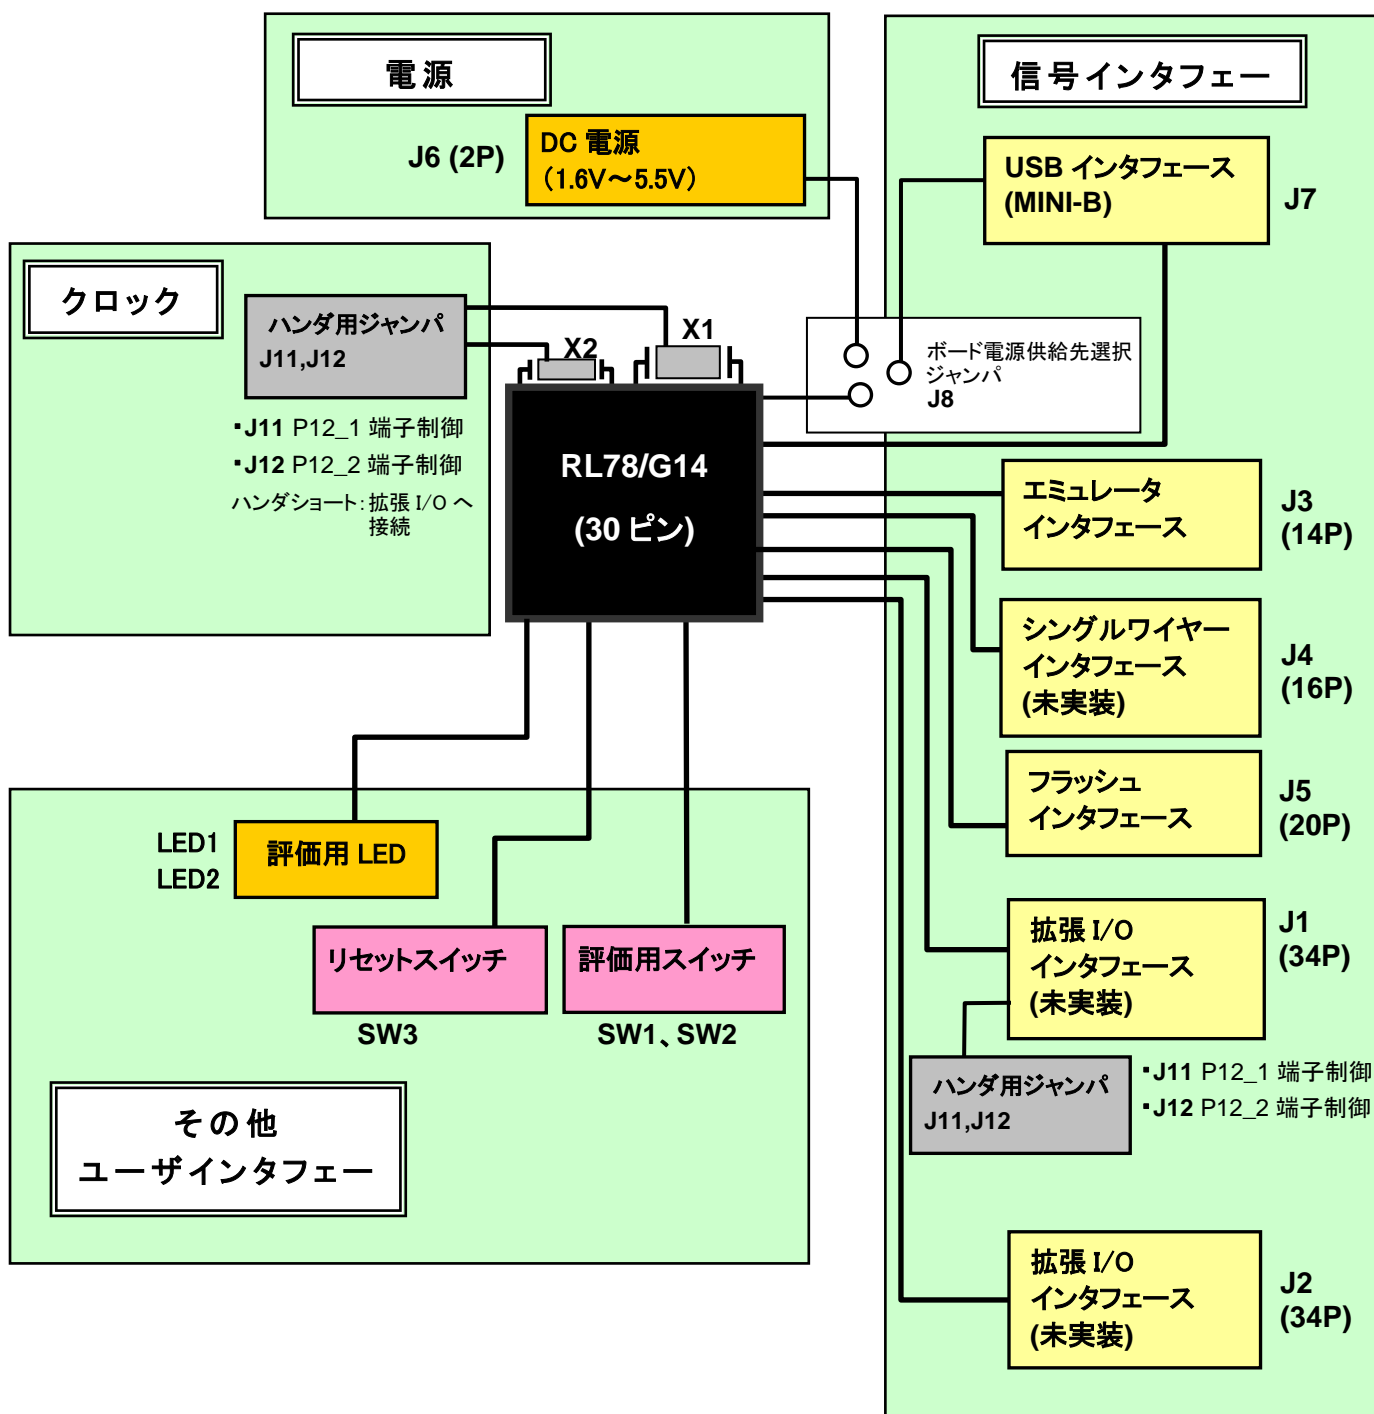 電源
J6 (2P)
DC 電源
（1.6V～5.5V）
信号インタフェー
USB インタフェース
(MINI-B)
J7
クロック
ハンダ用ジャンパ
J11,J12
X2
X1
ボード電源供給先選択
ジャンパ
J8
▪J11 P12_1 端子制御
▪J12 P12_2 端子制御
ハンダショート：拡張 I/O へ
接続
RL78/G14
(30 ピン)
エミュレータ
インタフェース
J3
(14P)
シングルワイヤー
インタフェース
(未実装)
J4
(16P)
フラッシュ
インタフェース
J5
(20P)
LED1
LED2
評価用 LED
リセットスイッチ
SW3
評価用スイッチ
SW1、SW2
拡張 I/O
インタフェース
(未実装)
J1
(34P)
ハンダ用ジャンパ
J11,J12
▪J11 P12_1 端子制御
▪J12 P12_2 端子制御
その他
ユーザインタフェー
拡張 I/O
インタフェース
(未実装)
J2
(34P)